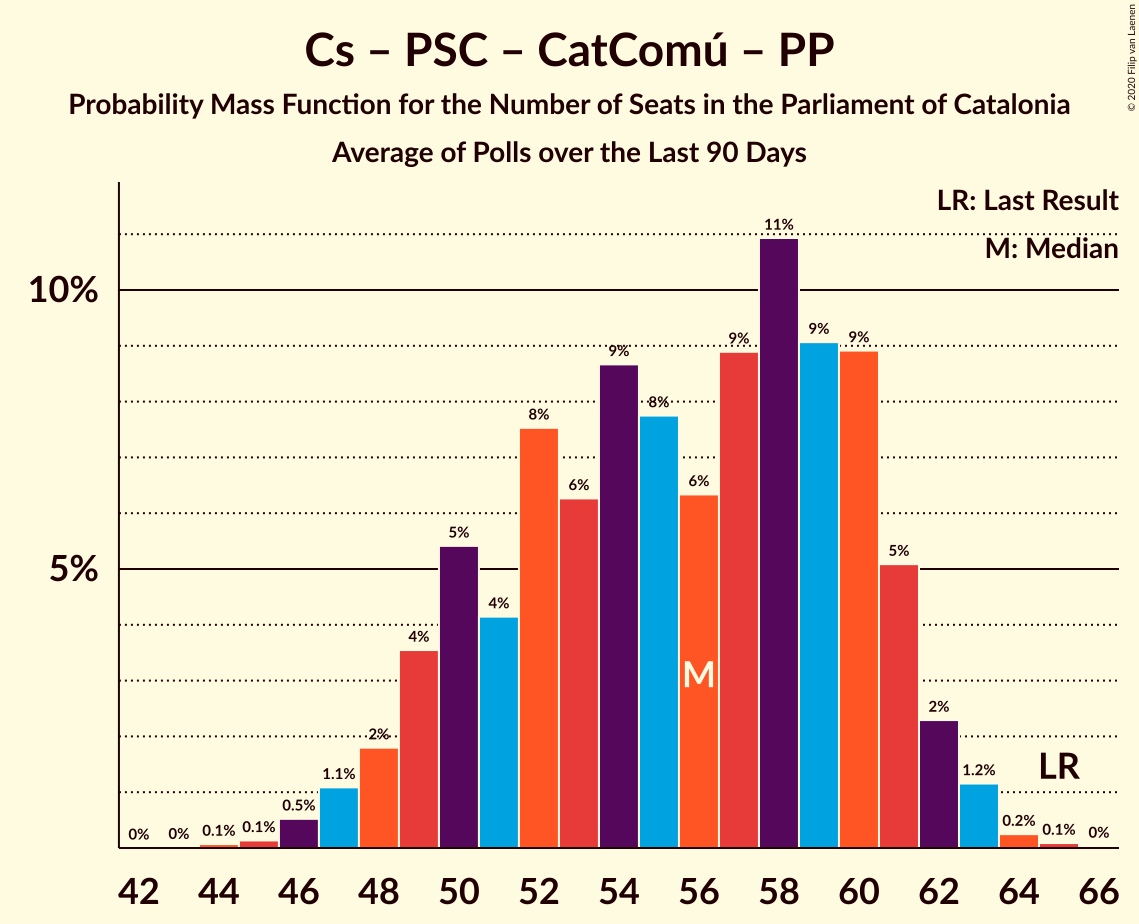 Cs – PSC – CatComú – PP
Probability Mass Function for the Number of Seats in the Parliament of Catalonia
Average of Polls over the Last 90 Days
© 2020 Filip van Laenen
LR: Last Result
M: Median
10%
5%
0% 0% 0.1% 0.1% 0.5% 1.1% 2% 4% 5% 4% 8% 6% 9% 8% 6% 9% 11% 9% 9% 5% 2% 1.2% 0.2% 0.1% 0%
M
LR
42 44 46 48 50 52 54 56 58 60 62 64 66